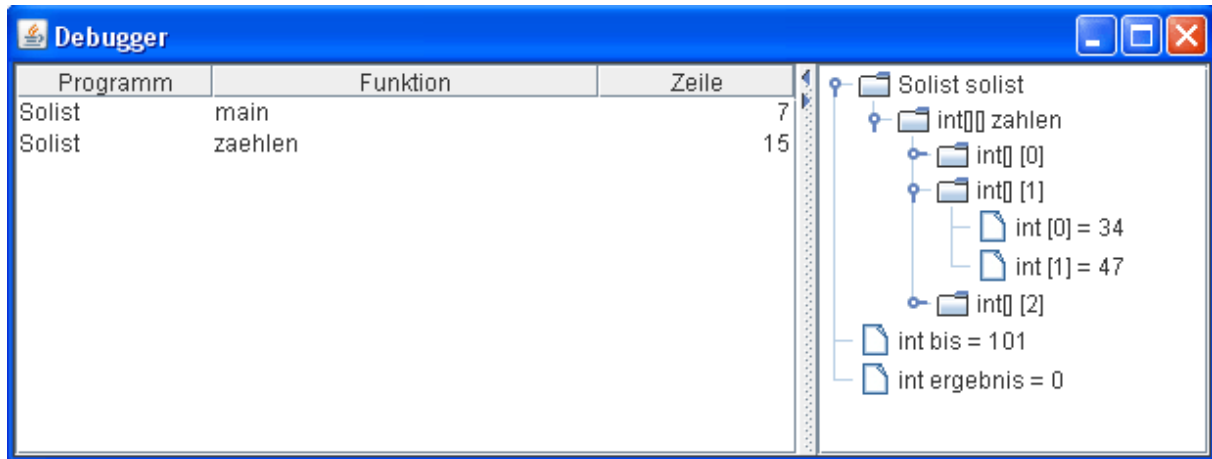 Debugger
Programm Funktion Zeile
Solist main 7
Solist zaehlen 15
Solist solist
int[][] zahlen
int[] [0]
int[] [1]
int [0] = 34
int [1] = 47
int[] [2]
int bis = 101
int ergebnis = 0